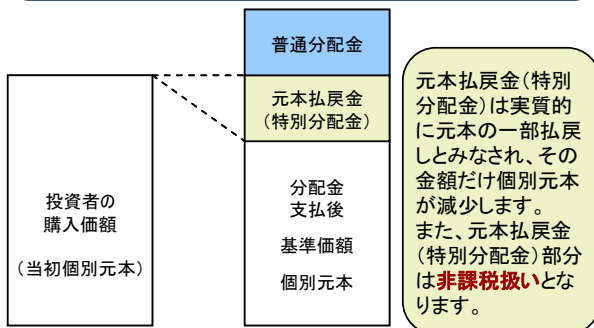 普通分配金
元本払戻金
(特別分配金)
投資者の
購入価額
(当初個別元本)
分配金
支払後
基準価額
個別元本
元本払戻金(特別
分配金)は実質的
に元本の一部払戻
しとみなされ、その
金額だけ個別元本
が減少します。
また、元本払戻金
(特別分配金)部分
は非課税扱いとな
ります。